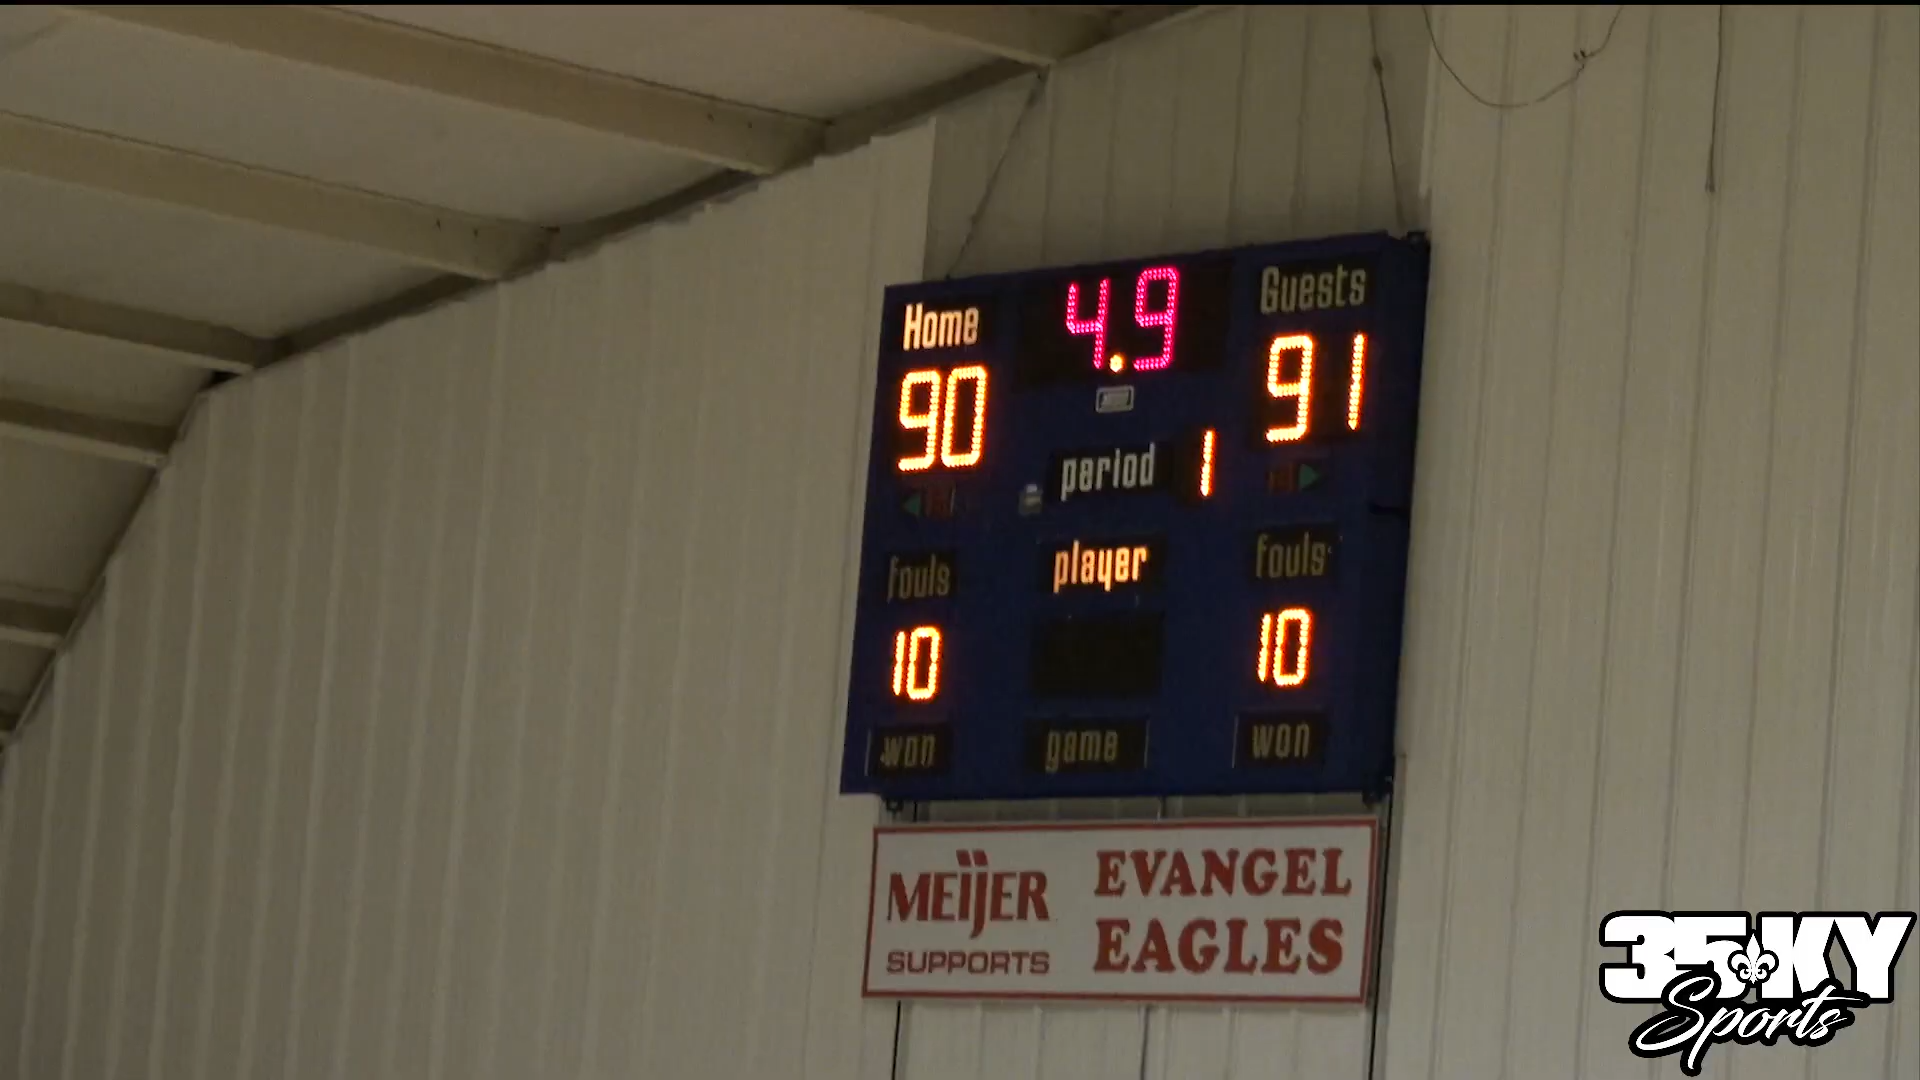 Home 4.9 Guests
90 91
period 1
fouls player fouls
10 10
won game won
MEIJER
SUPPORTS
EVANGEL
EAGLES
35KY
Sports